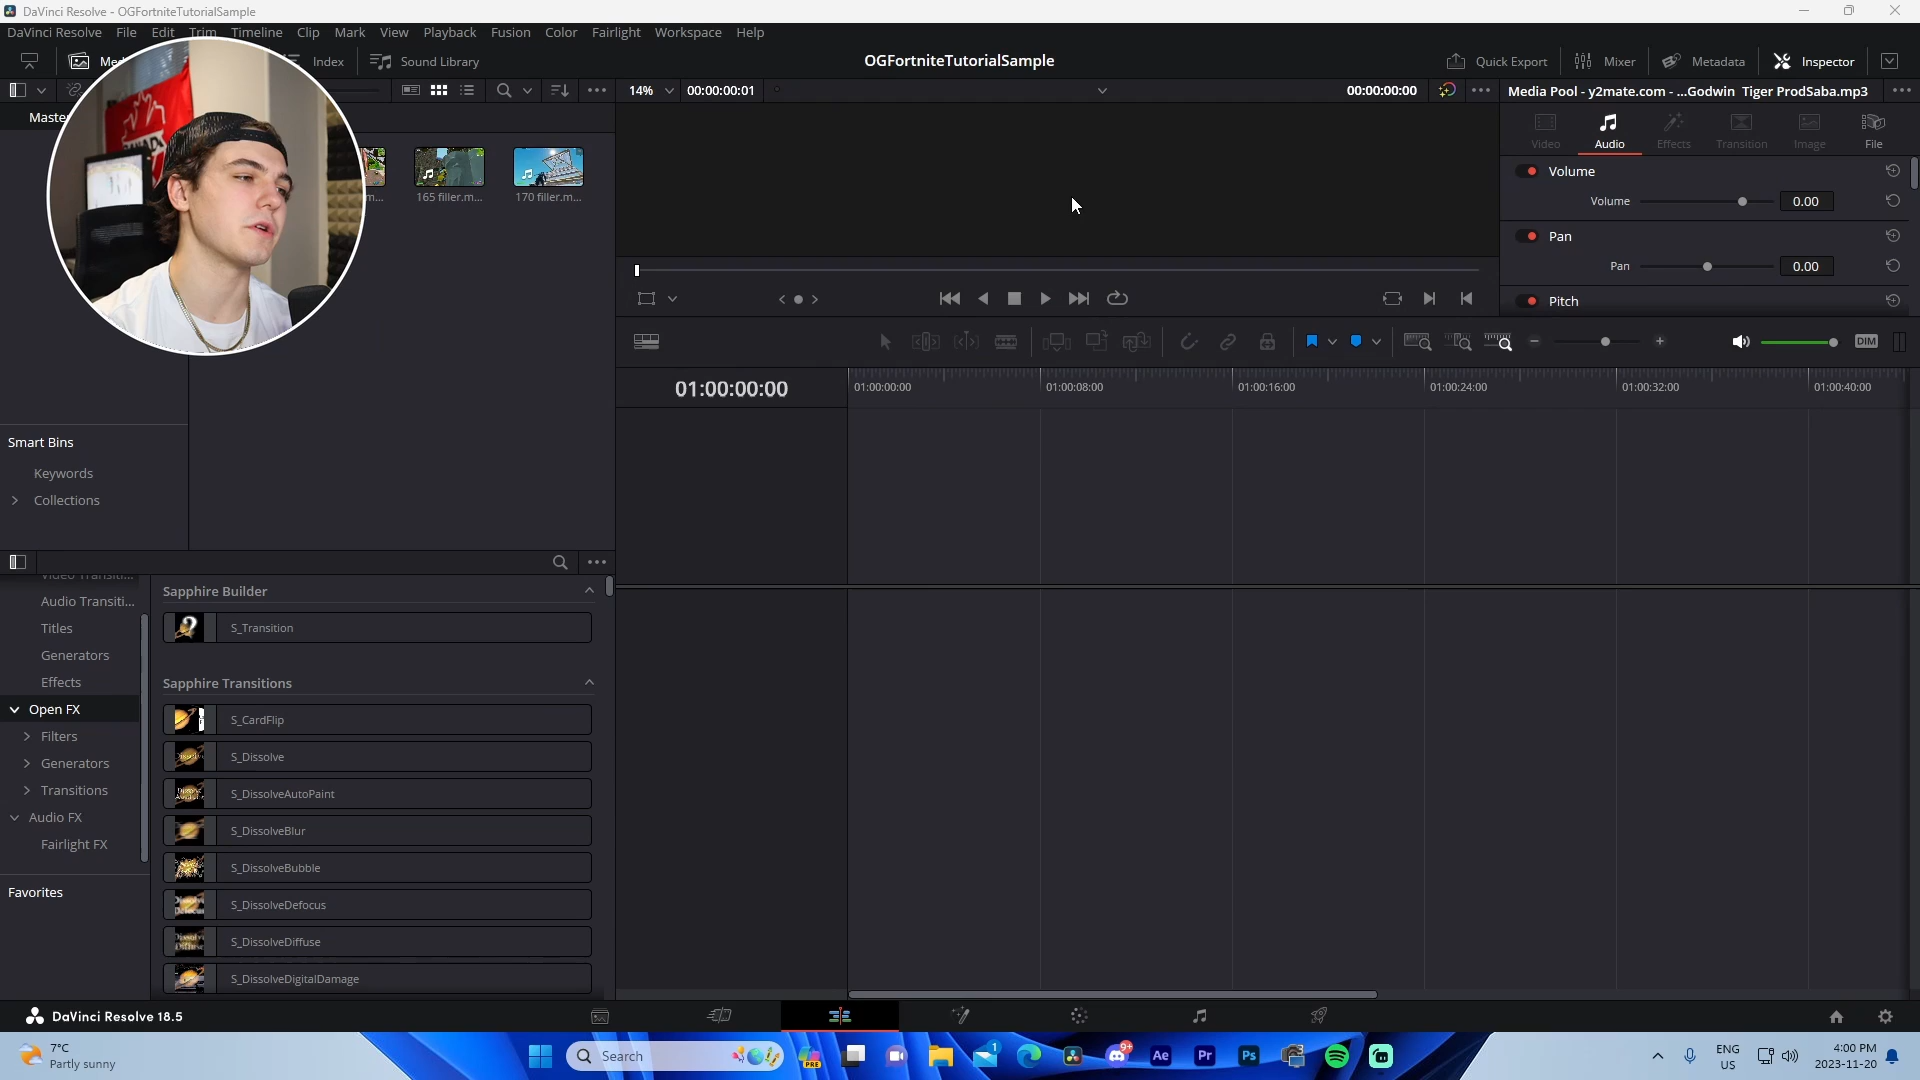 DaVinci Resolve - OGFortniteTutorialSample
DaVinci Resolve File Edit Trim Timeline Clip Mark View Playback Fusion Color Fairlight Workspace Help
Index Sound Library OGFortniteTutorialSample Quick Export Mixer Metadata Inspector
14% 00:00:00:01 00:00:00:00 Media Pool - y2mate.com - ...Godwin Tiger ProdSaba.mp3
Video Audio Effects Transition Image File
165 filler.m... 170 filler.m...
Volume
Volume 0.00
Pan
Pan 0.00
Pitch
DIM
01:00:00:00
01:00:00:00 01:00:08:00 01:00:16:00 01:00:24:00 01:00:32:00 01:00:40:00
Smart Bins
Keywords
Collections
Audio Transiti...
Titles
Generators
Effects
Open FX
Filters
Generators
Transitions
Audio FX
Fairlight FX
Favorites
Sapphire Builder
S_Transition
Sapphire Transitions
S_CardFlip
S_Dissolve
S_DissolveAutoPaint
S_DissolveBlur
S_DissolveBubble
S_DissolveDefocus
S_DissolveDiffuse
S_DissolveDigitalDamage
DaVinci Resolve 18.5
7°C
Partly sunny
Search
PRE
1
9+
Ae
Pr
Ps
ENG
US
4:00 PM
2023-11-20